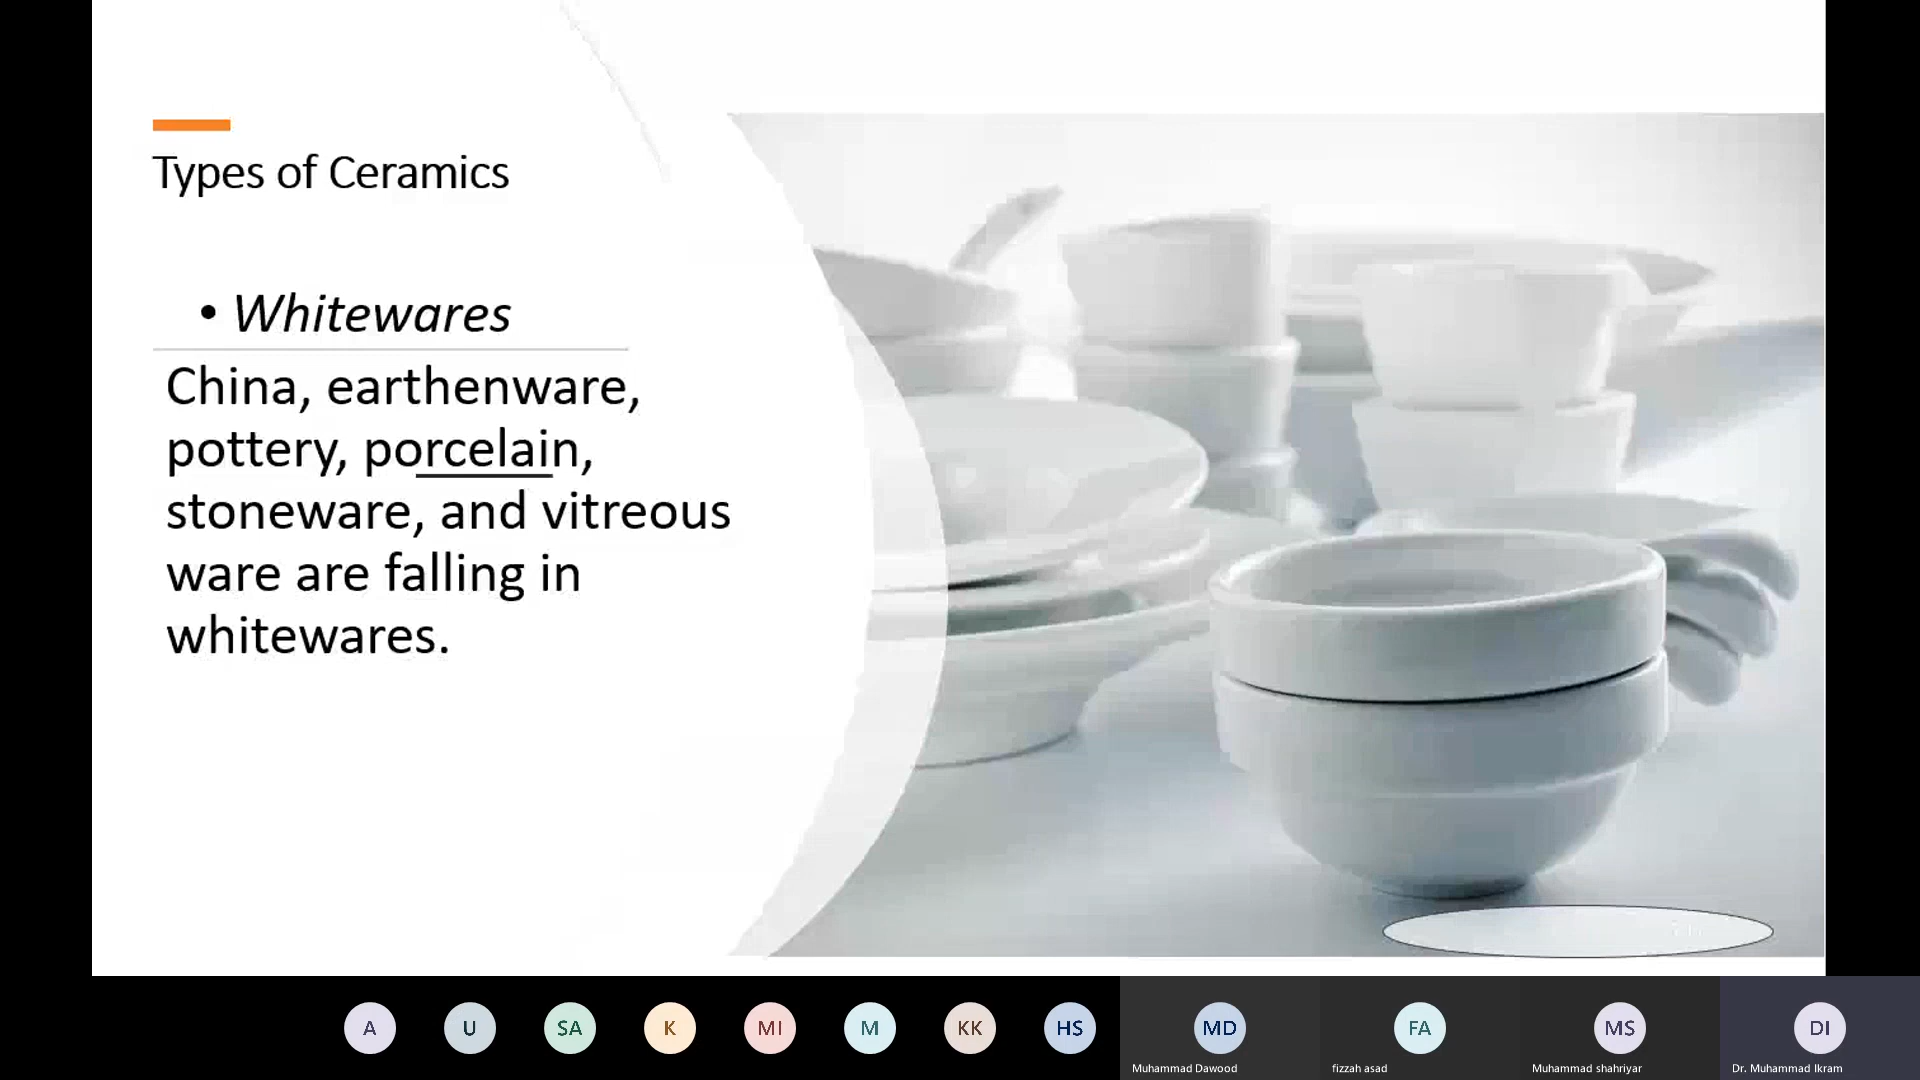 Types of Ceramics
• Whitewares
China, earthenware,
pottery, porcelain,
stoneware, and vitreous
ware are falling in
whitewares.
A
U
SA
K
MI
M
KK
HS
MD
FA
MS
DI
Muhammad Dawood
fizzah asad
Muhammad shahriyar
Dr. Muhammad Ikram